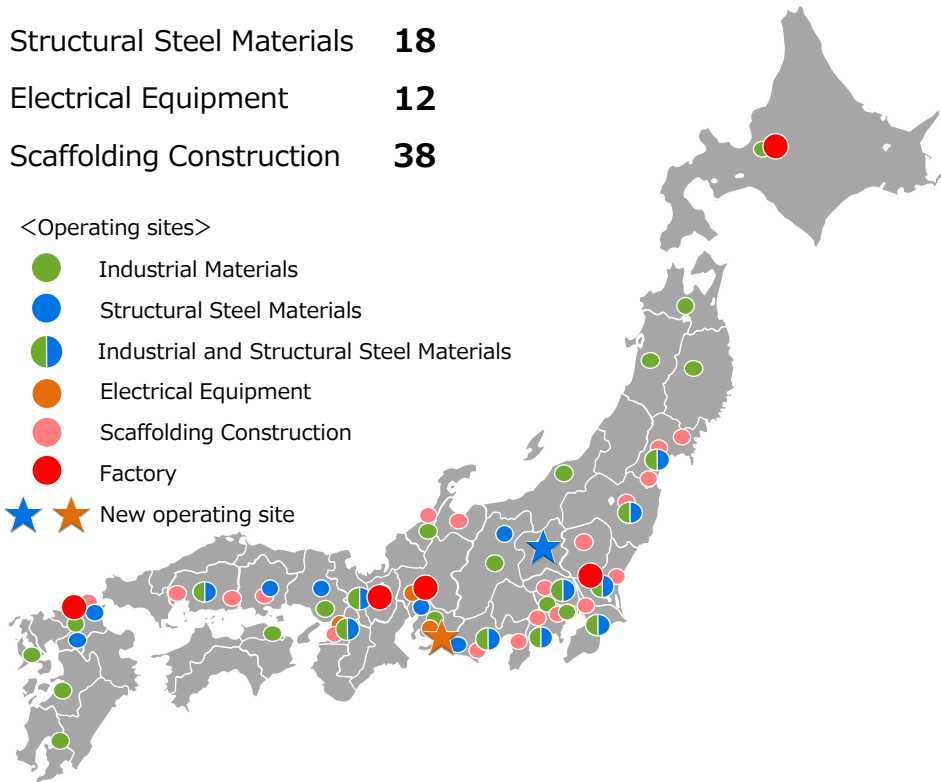 Structural Steel Materials 18
Electrical Equipment 12
Scaffolding Construction 38
<Operating sites>
Industrial Materials
Structural Steel Materials
Industrial and Structural Steel Materials
Electrical Equipment
Scaffolding Construction
Factory
New operating site